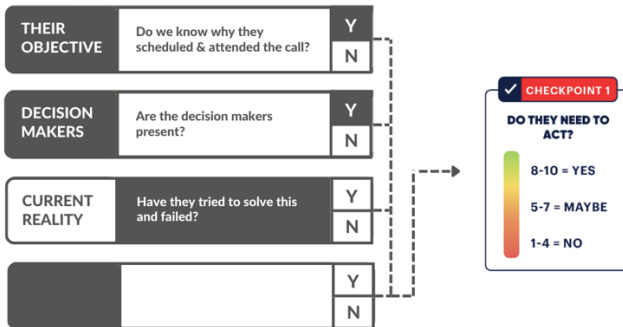 THEIR
OBJECTIVE
Do we know why they
scheduled & attended the call?
Y
N
DECISION
MAKERS
Are the decision makers
present?
Y
N
CURRENT
REALITY
Have they tried to solve this
and failed?
Y
N
Y
N
CHECKPOINT 1
DO THEY NEED TO
ACT?
8-10 = YES
5-7 = MAYBE
1-4 = NO